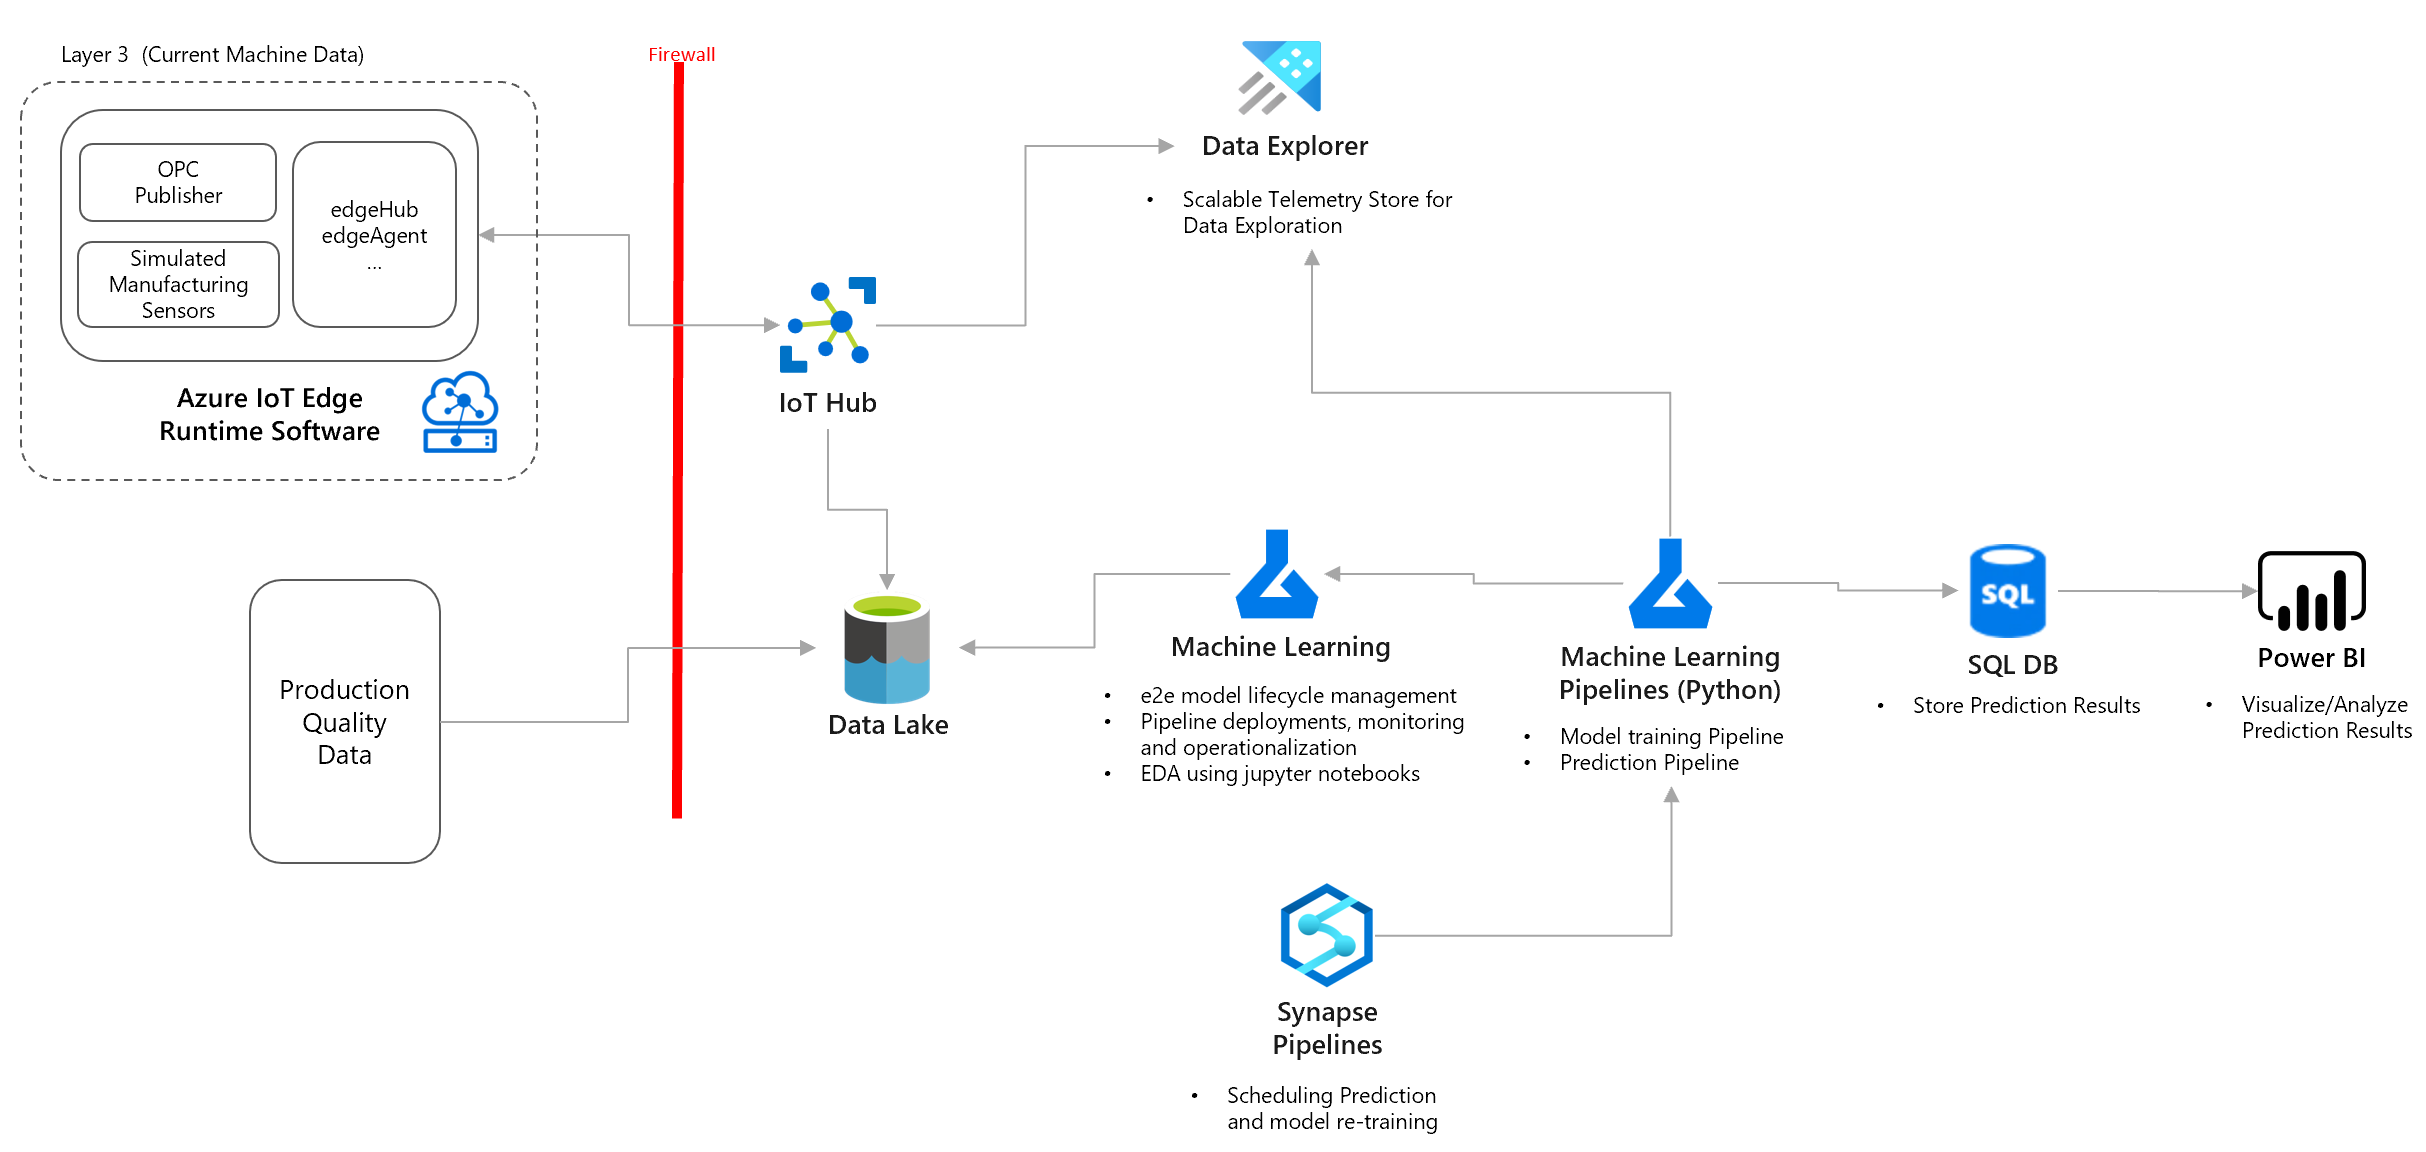 Layer 3  (Current Machine Data)
Firewall
OPC
Publisher
edgeHub
edgeAgent
...
Simulated
Manufacturing
Sensors
Azure IoT Edge
Runtime Software
IoT Hub
Data Explorer
• Scalable Telemetry Store for
Data Exploration
Production
Quality
Data
Data Lake
Machine Learning
• e2e model lifecycle management
• Pipeline deployments, monitoring
and operationalization
• EDA using jupyter notebooks
Machine Learning
Pipelines (Python)
• Model training Pipeline
• Prediction Pipeline
SQL
SQL DB
• Store Prediction Results
Power BI
• Visualize/Analyze
Prediction Results
Synapse
Pipelines
• Scheduling Prediction
and model re-training